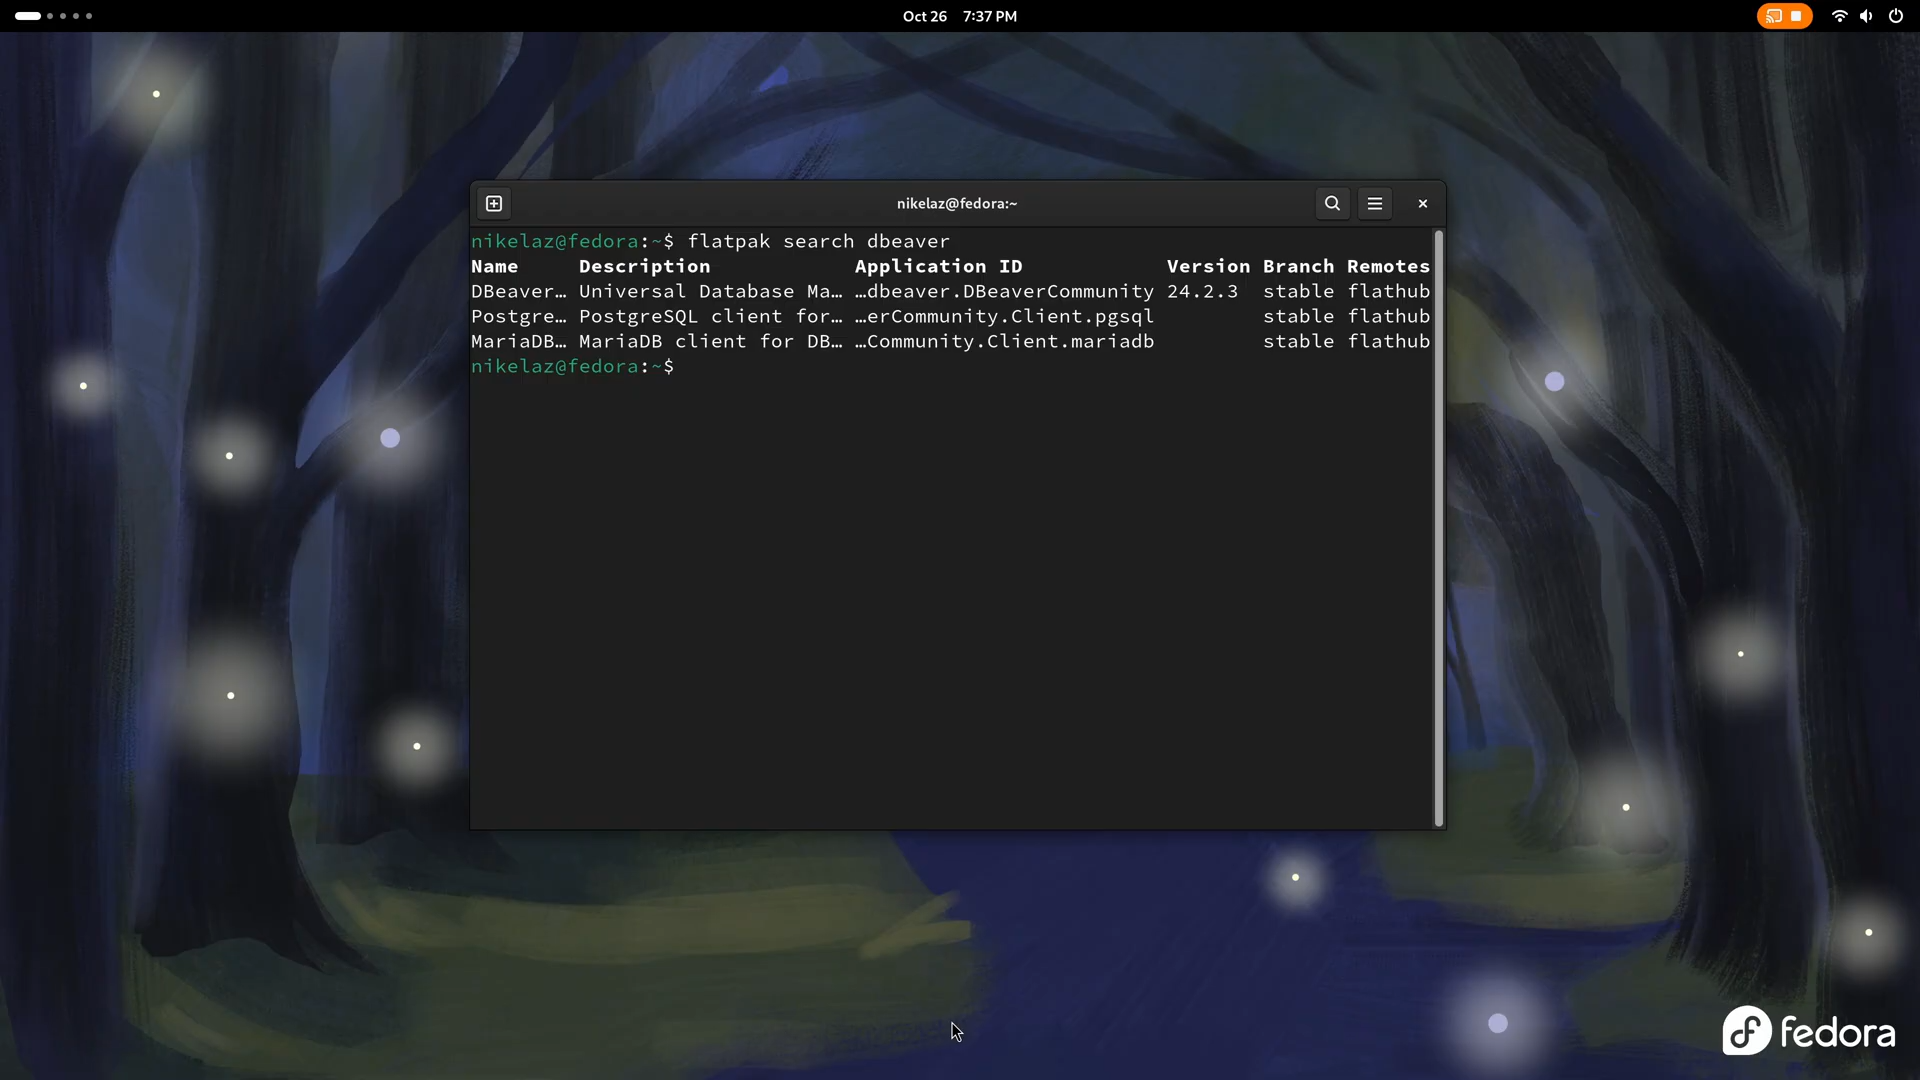 Oct 26 7:37 PM
nikelaz@fedora:~
nikelaz@fedora:~$ flatpak search dbeaver
Name Description Application ID Version Branch Remotes
DBeaver… Universal Database Ma… …dbeaver.DBeaverCommunity 24.2.3 stable flathub
Postgre… PostgreSQL client for… …erCommunity.Client.pgsql stable flathub
MariaDB… MariaDB client for DB… …Community.Client.mariadb stable flathub
nikelaz@fedora:~$
fedora